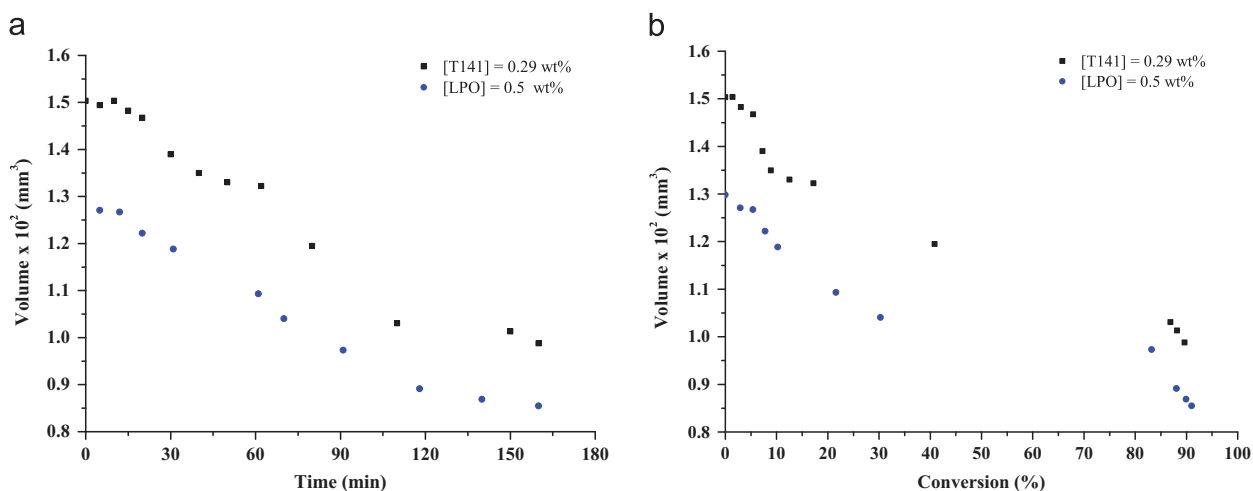 a
1.6
1.5
1.4
1.3
1.2
1.1
1.0
0.9
0.8
Volume x 10² (mm³)
[T141] = 0.29 wt%
[LPO] = 0.5 wt%
0 30 60 90 120 150 180
Time (min)
b
1.6
1.5
1.4
1.3
1.2
1.1
1.0
0.9
0.8
Volume x 10² (mm³)
[T141] = 0.29 wt%
[LPO] = 0.5 wt%
0 10 20 30 40 50 60 70 80 90 100
Conversion (%)